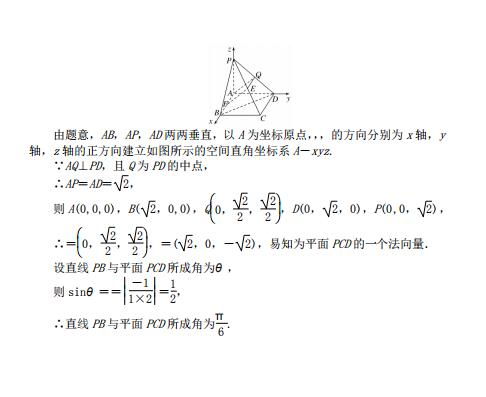 z
P
Q
E
A
D
y
F
B
C
x
由题意，AB，AP，AD两两垂直，以A为坐标原点，，，的方向分别为x轴，y
轴，z轴的正方向建立如图所示的空间直角坐标系A－xyz.
∵AQ⊥PD，且Q为PD的中点，
∴AP＝AD＝√2，
则A(0,0,0)，B(√2，0,0)，Q(0，√2/2，√2/2)，D(0，√2，0)，P(0,0，√2)，
∴＝(0，√2/2，√2/2)，＝(√2，0，－√2)，易知为平面PCD的一个法向量.
设直线PB与平面PCD所成角为θ，
则sinθ＝＝|－1/1×2|＝1/2，
∴直线PB与平面PCD所成角为π/6.